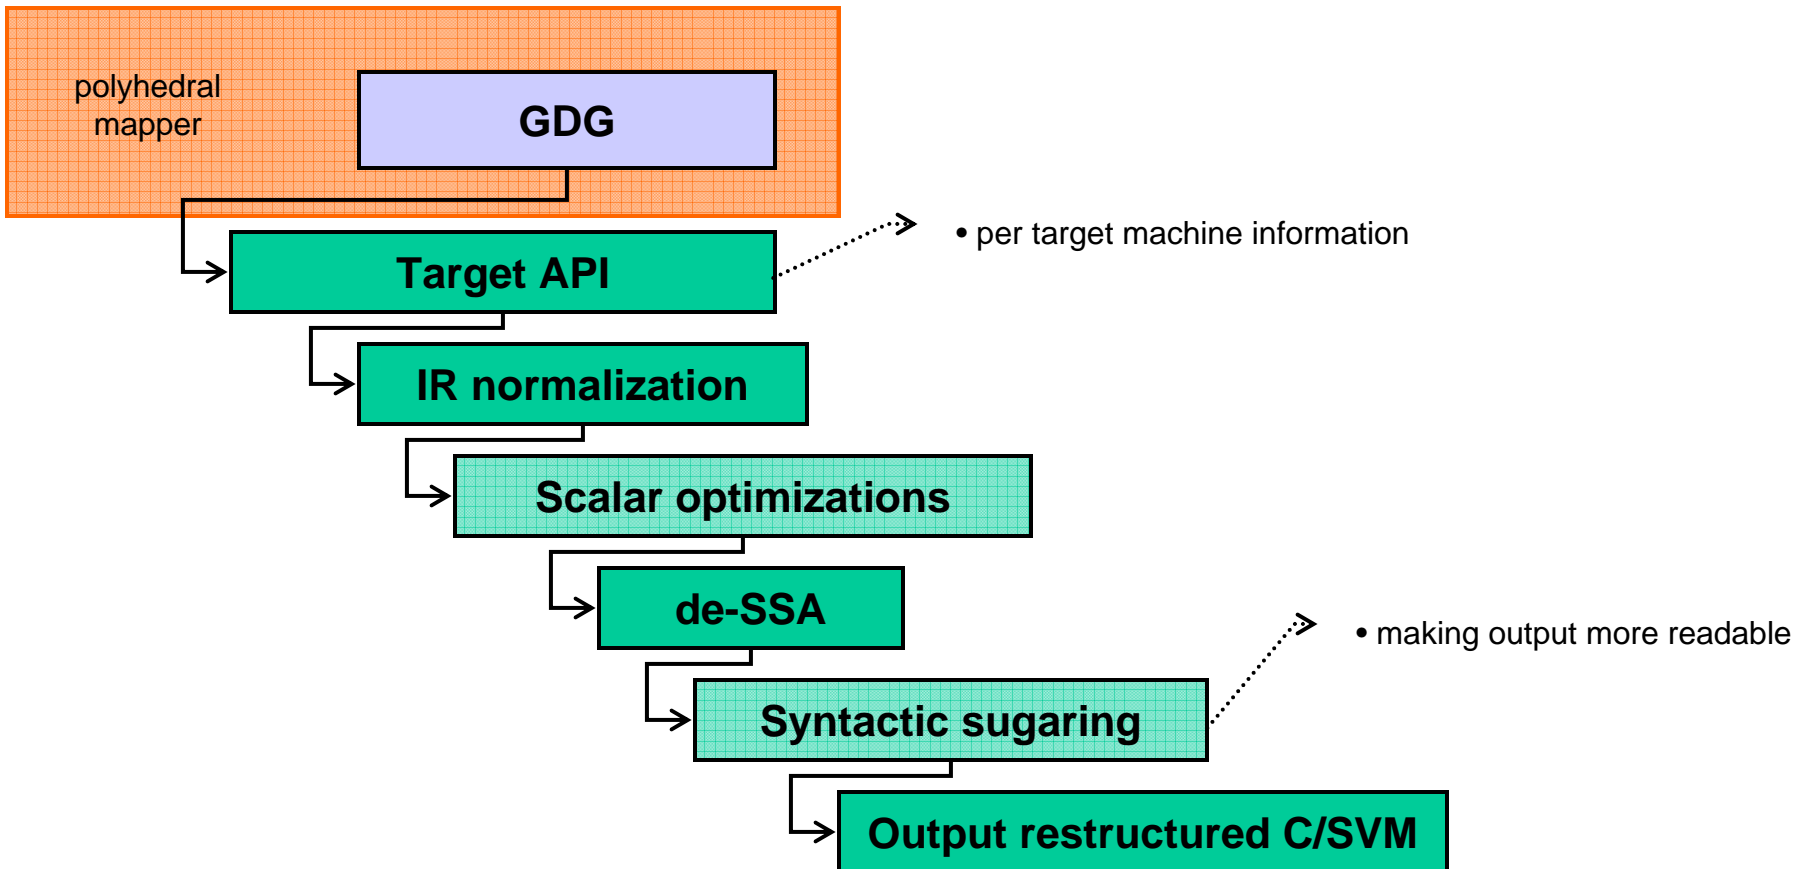 polyhedral
mapper
GDG
• per target machine information
Target API
IR normalization
Scalar optimizations
de-SSA
• making output more readable
Syntactic sugaring
Output restructured C/SVM